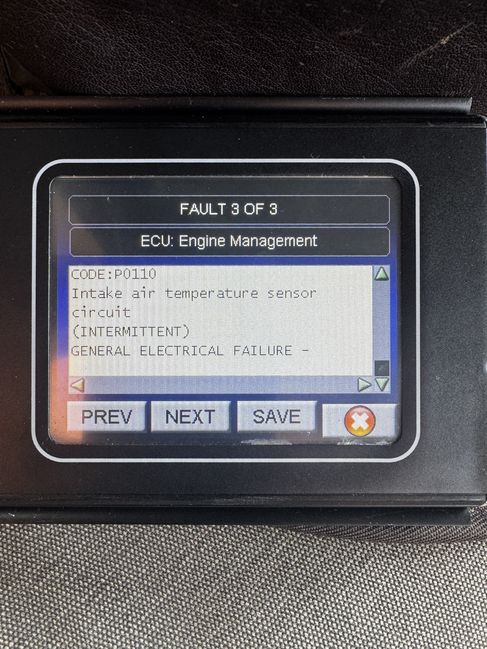 FAULT 3 OF 3
ECU: Engine Management
CODE:P0110
Intake air temperature sensor
circuit
(INTERMITTENT)
GENERAL ELECTRICAL FAILURE -
PREV NEXT SAVE